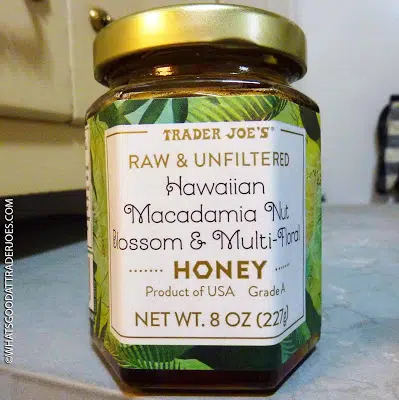 TRADER JOE'S®
RAW & UNFILTERED
Hawaiian
Macadamia Nut
Blossom & Multi-Floral
HONEY
Product of USA Grade A
NET WT. 8 OZ (227g)
©WHATSGOODATTRADERJOES.COM